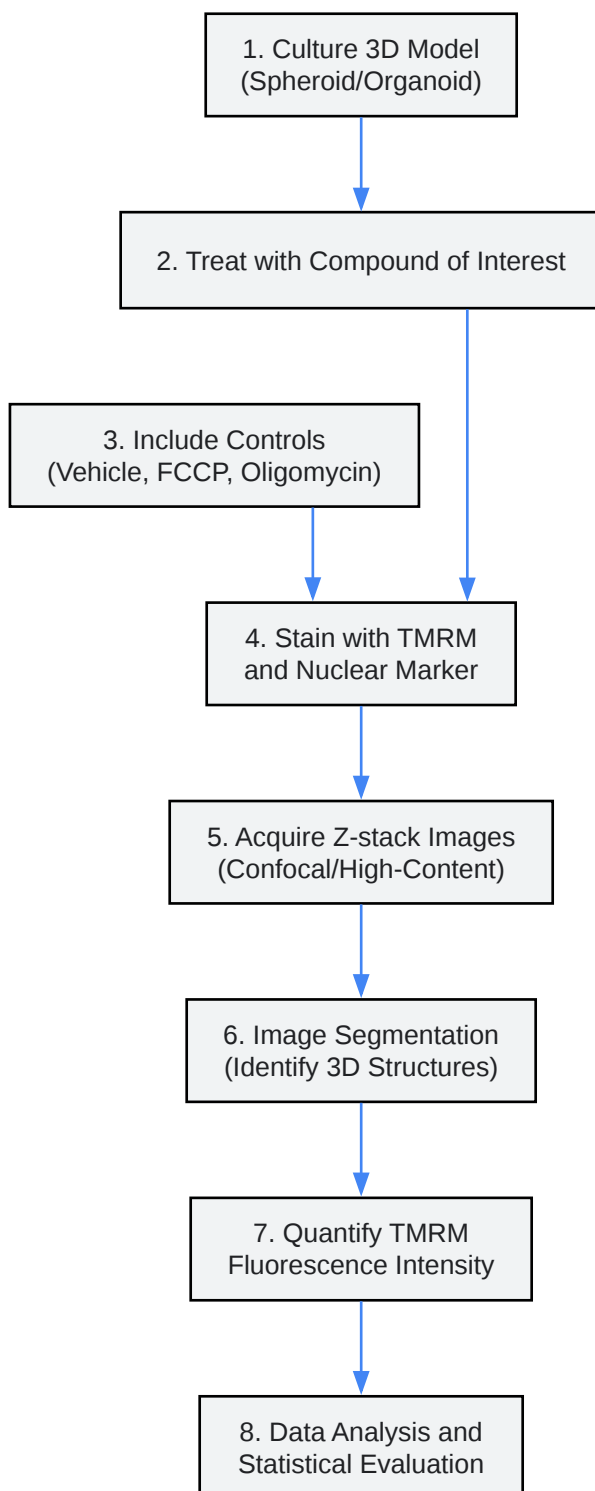 1. Culture 3D Model
(Spheroid/Organoid)
2. Treat with Compound of Interest
3. Include Controls
(Vehicle, FCCP, Oligomycin)
4. Stain with TMRM
and Nuclear Marker
5. Acquire Z-stack Images
(Confocal/High-Content)
6. Image Segmentation
(Identify 3D Structures)
7. Quantify TMRM
Fluorescence Intensity
8. Data Analysis and
Statistical Evaluation